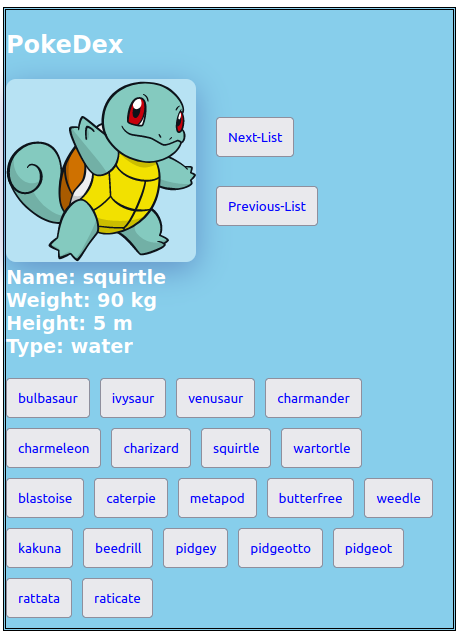 PokeDex
Next-List
Previous-List
Name: squirtle
Weight: 90 kg
Height: 5 m
Type: water
bulbasaur ivysaur venusaur charmander
charmeleon charizard squirtle wartortle
blastoise caterpie metapod butterfree weedle
kakuna beedrill pidgey pidgeotto pidgeot
rattata raticate